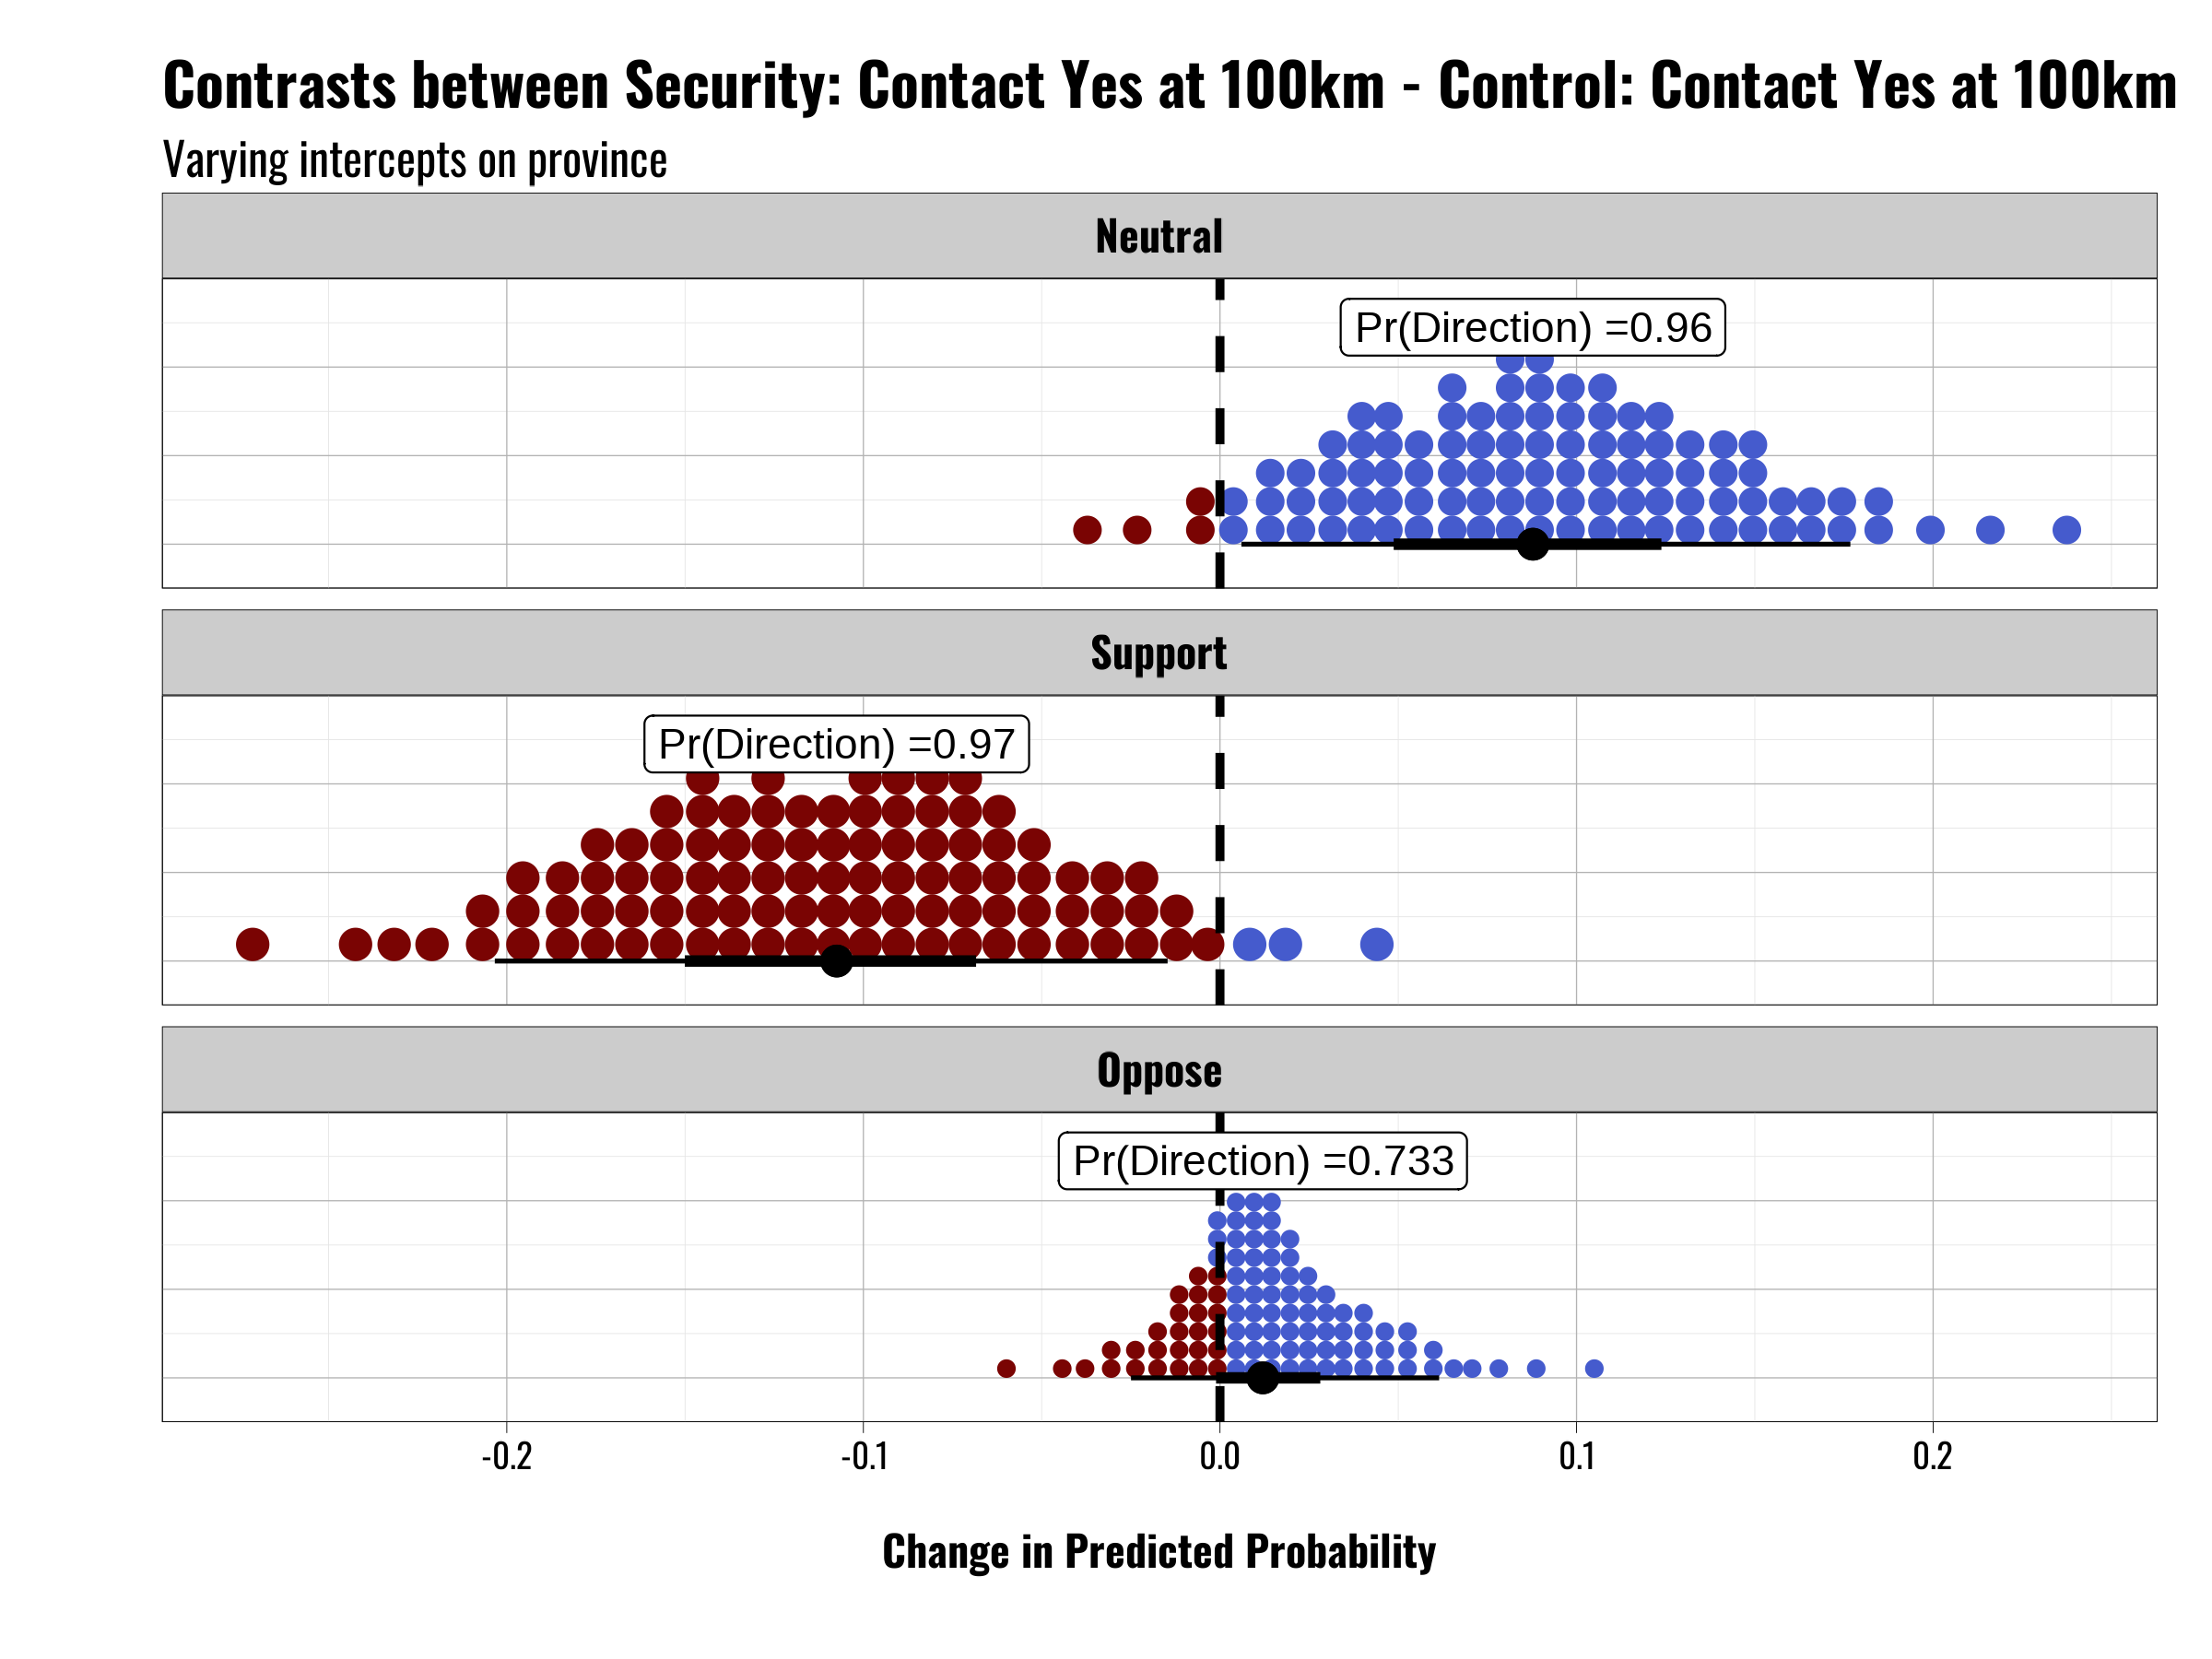 Contrasts between Security: Contact Yes at 100km - Control: Contact Yes at 100km
Varying intercepts on province
Neutral
Pr(Direction) =0.96
Support
Pr(Direction) =0.97
Oppose
Pr(Direction) =0.733
-0.2 -0.1 0.0 0.1 0.2
Change in Predicted Probability